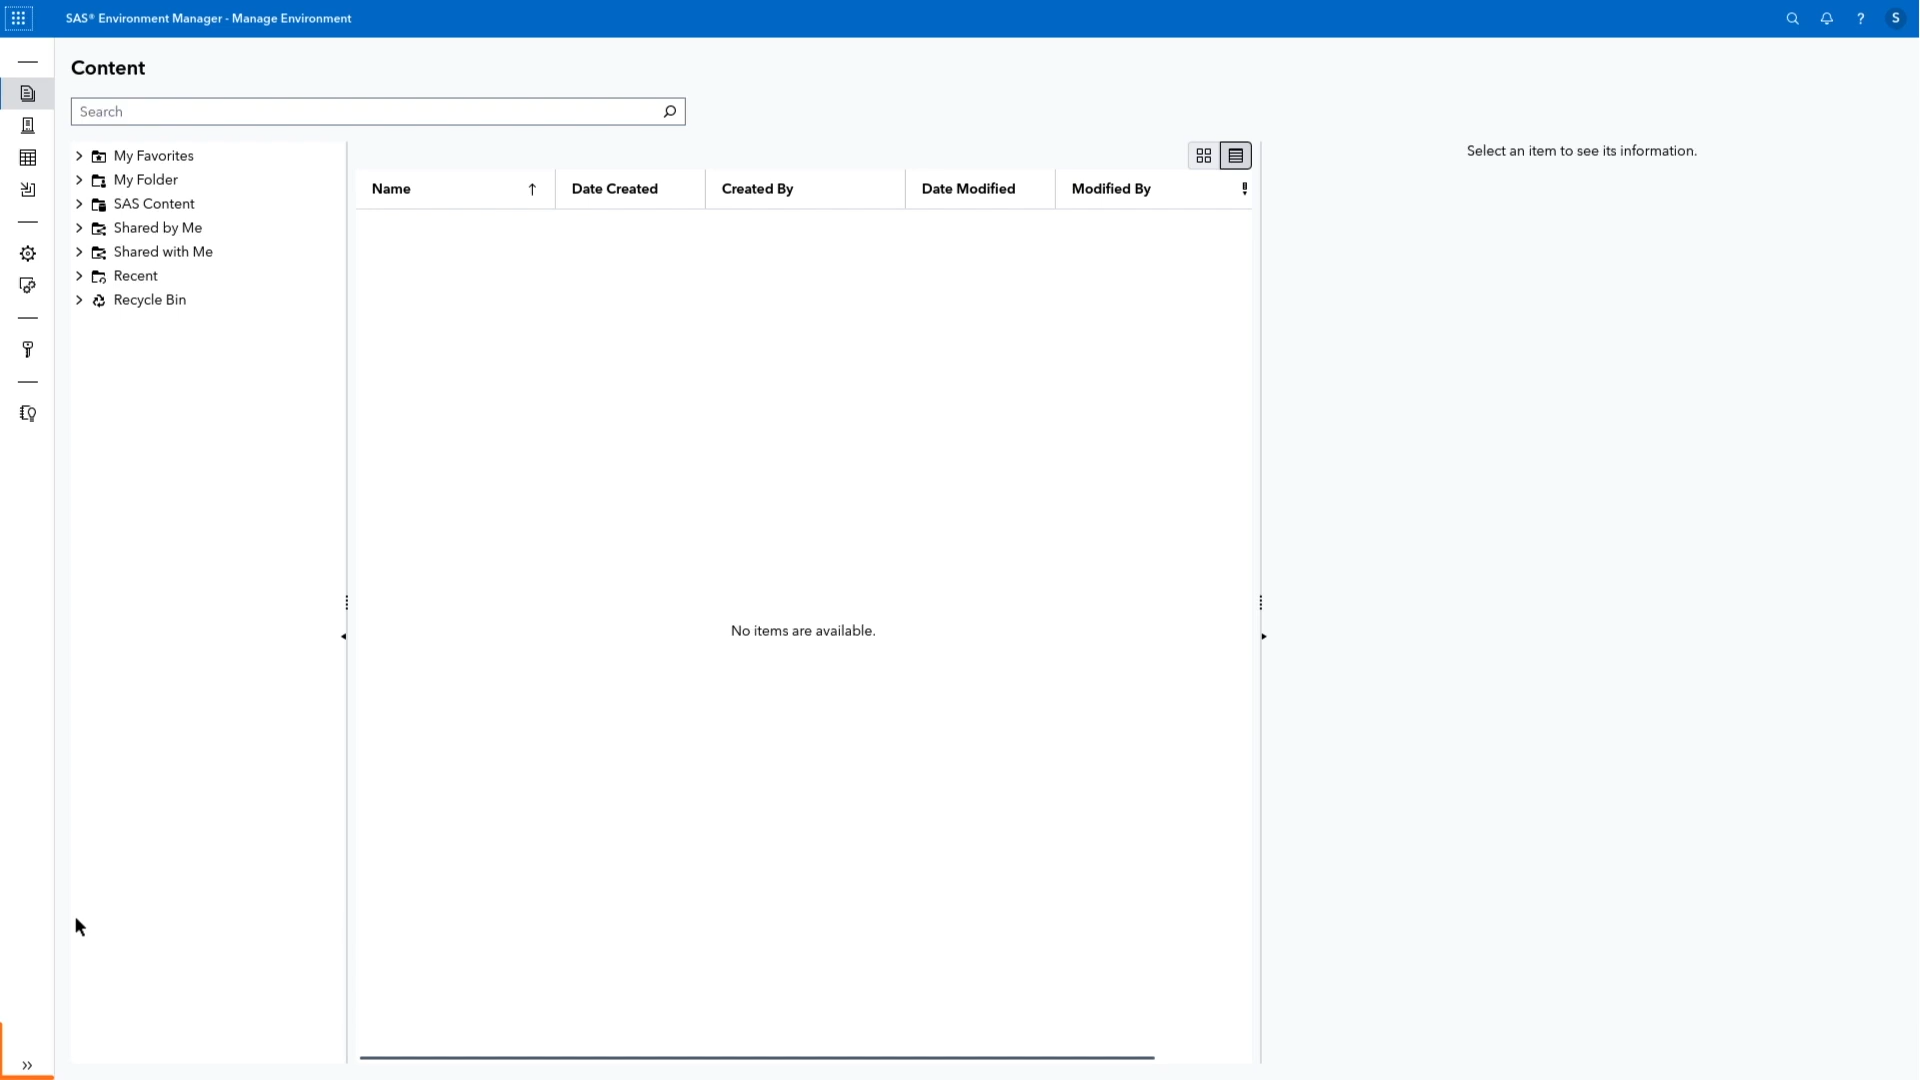 SAS® Environment Manager - Manage Environment
?
S
Content
Search
My Favorites
My Folder
SAS Content
Shared by Me
Shared with Me
Recent
Recycle Bin
Name
Date Created
Created By
Date Modified
Modified By
No items are available.
Select an item to see its information.